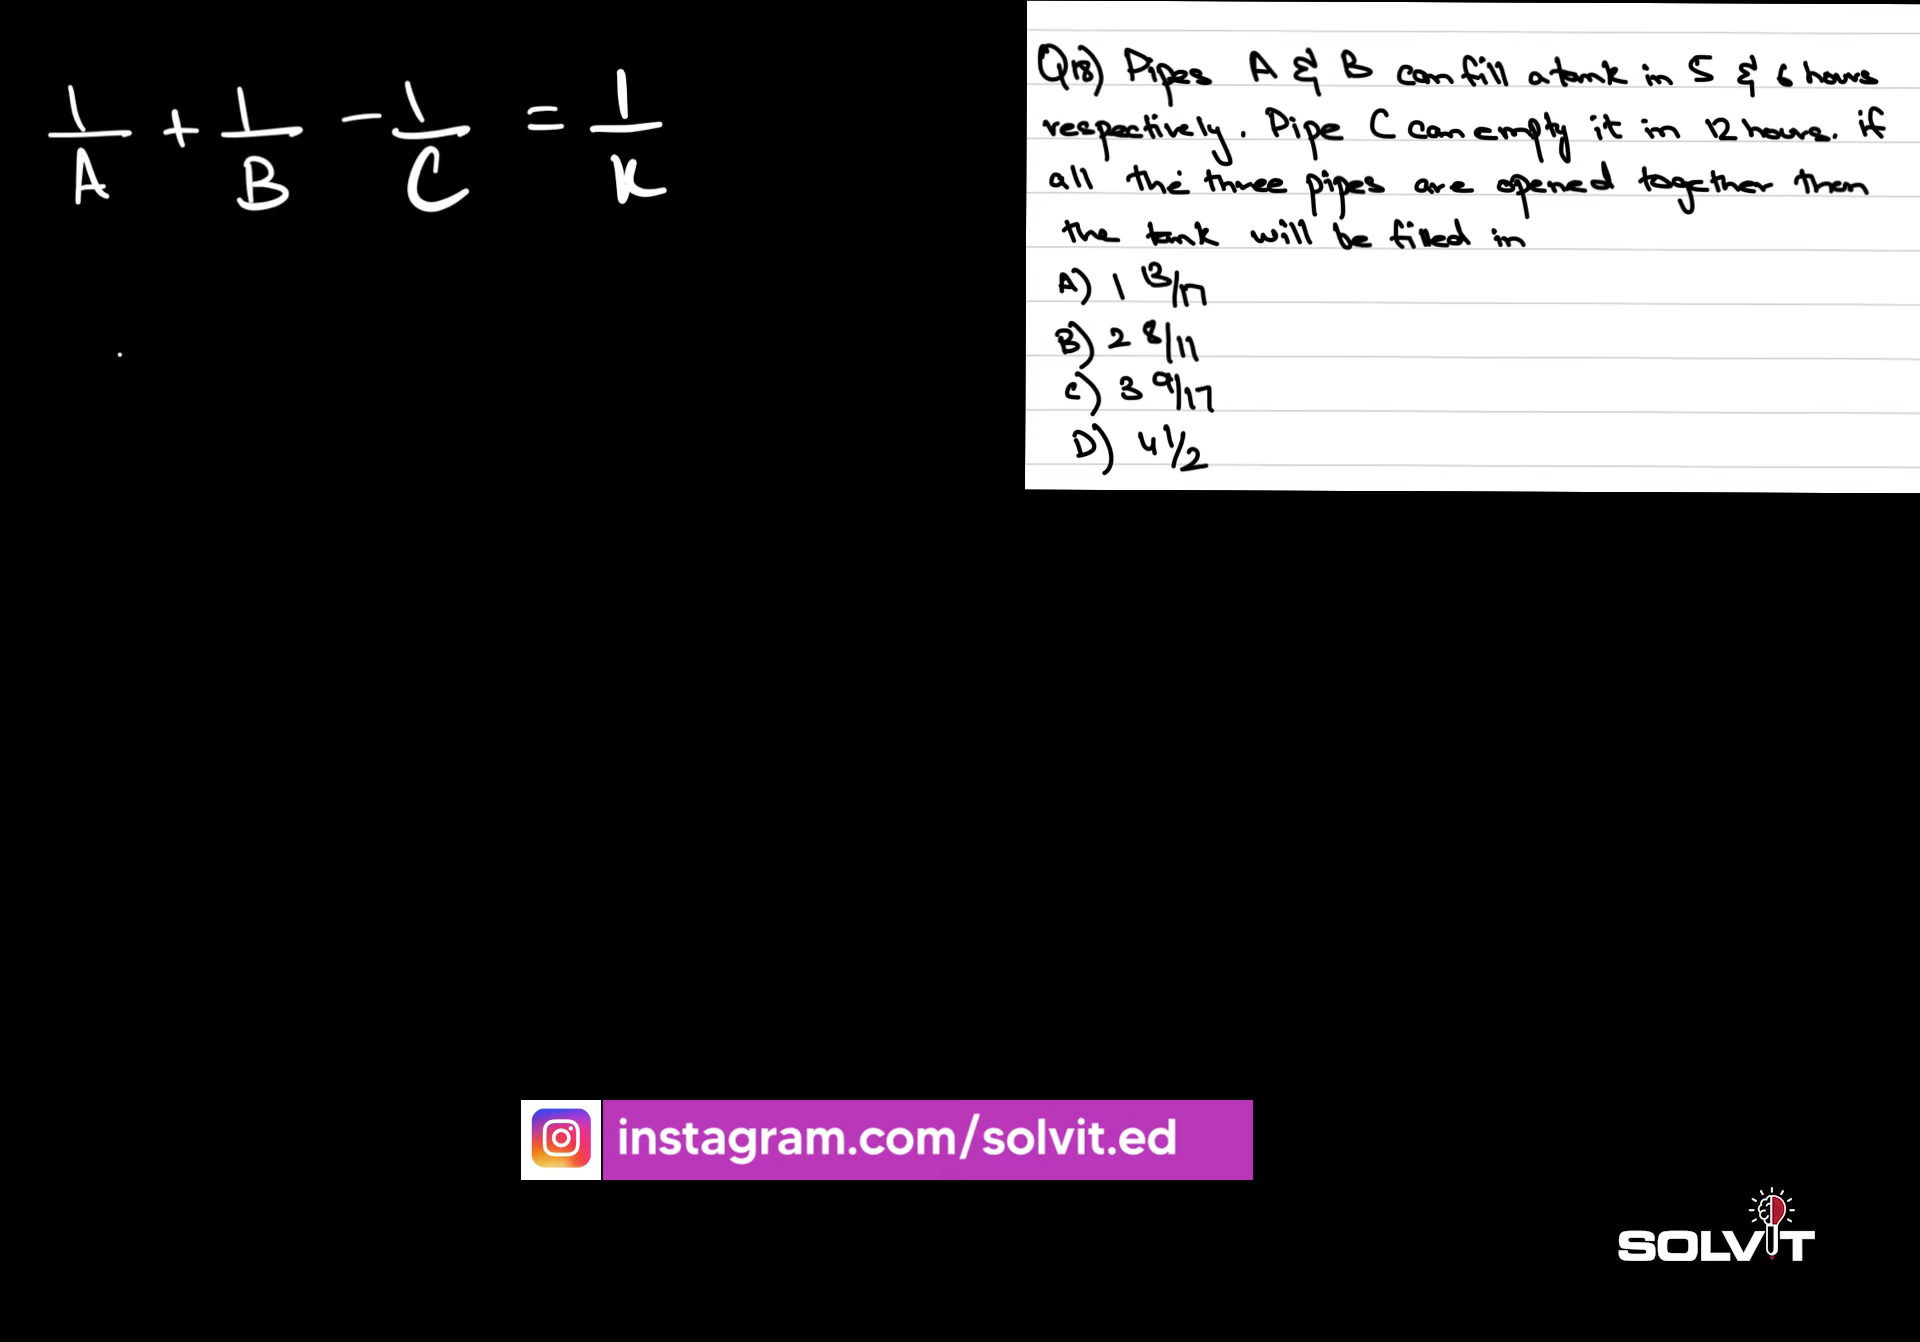 1/A + 1/B - 1/C = 1/x
Q18) Pipes A & B can fill a tank in 5 & 6 hours
respectively. Pipe C can empty it in 12 hours. if
all the three pipes are opened together then
the tank will be filled in
A) 1 13/17
B) 2 8/11
C) 3 9/17
D) 4 1/2
instagram.com/solvit.ed
SOLVIT